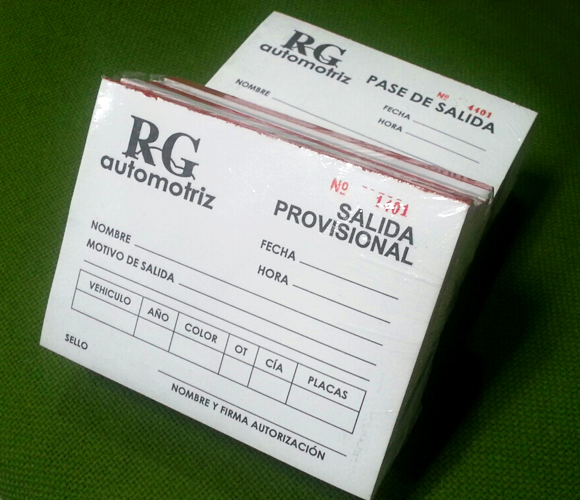 RG
automotriz
PASE DE SALIDA
Nº 4401
NOMBRE
FECHA
HORA
RG
automotriz
Nº 1401
SALIDA
PROVISIONAL
NOMBRE
FECHA
MOTIVO DE SALIDA
HORA
VEHICULO AÑO COLOR OT CÍA PLACAS
SELLO
NOMBRE Y FIRMA AUTORIZACIÓN